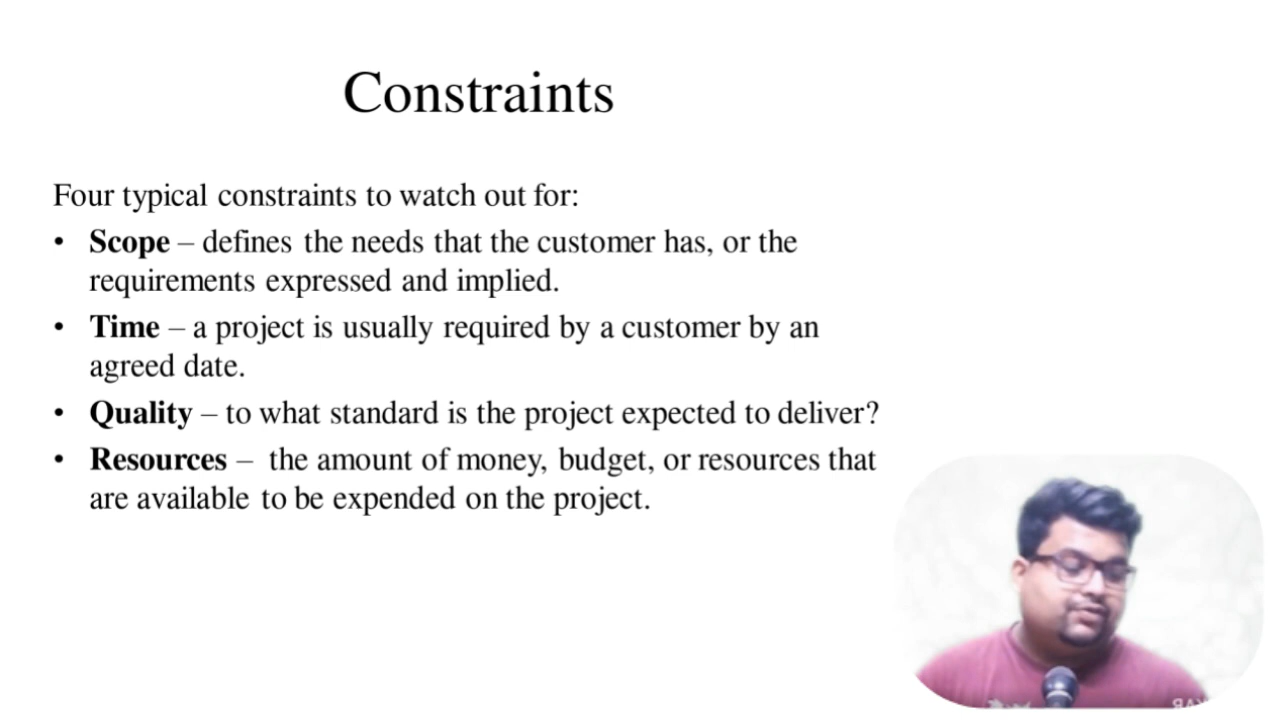 Constraints
Four typical constraints to watch out for:
• Scope – defines the needs that the customer has, or the
requirements expressed and implied.
• Time – a project is usually required by a customer by an
agreed date.
• Quality – to what standard is the project expected to deliver?
• Resources – the amount of money, budget, or resources that
are available to be expended on the project.